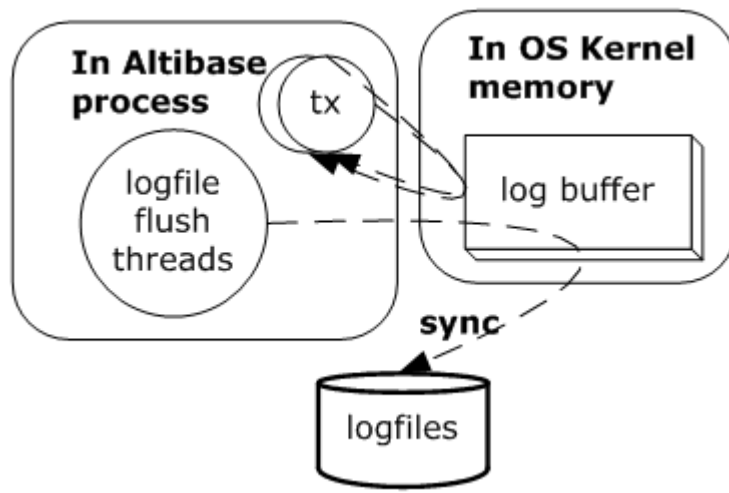 In Altibase
process
tx
logfile
flush
threads
In OS Kernel
memory
log buffer
sync
logfiles